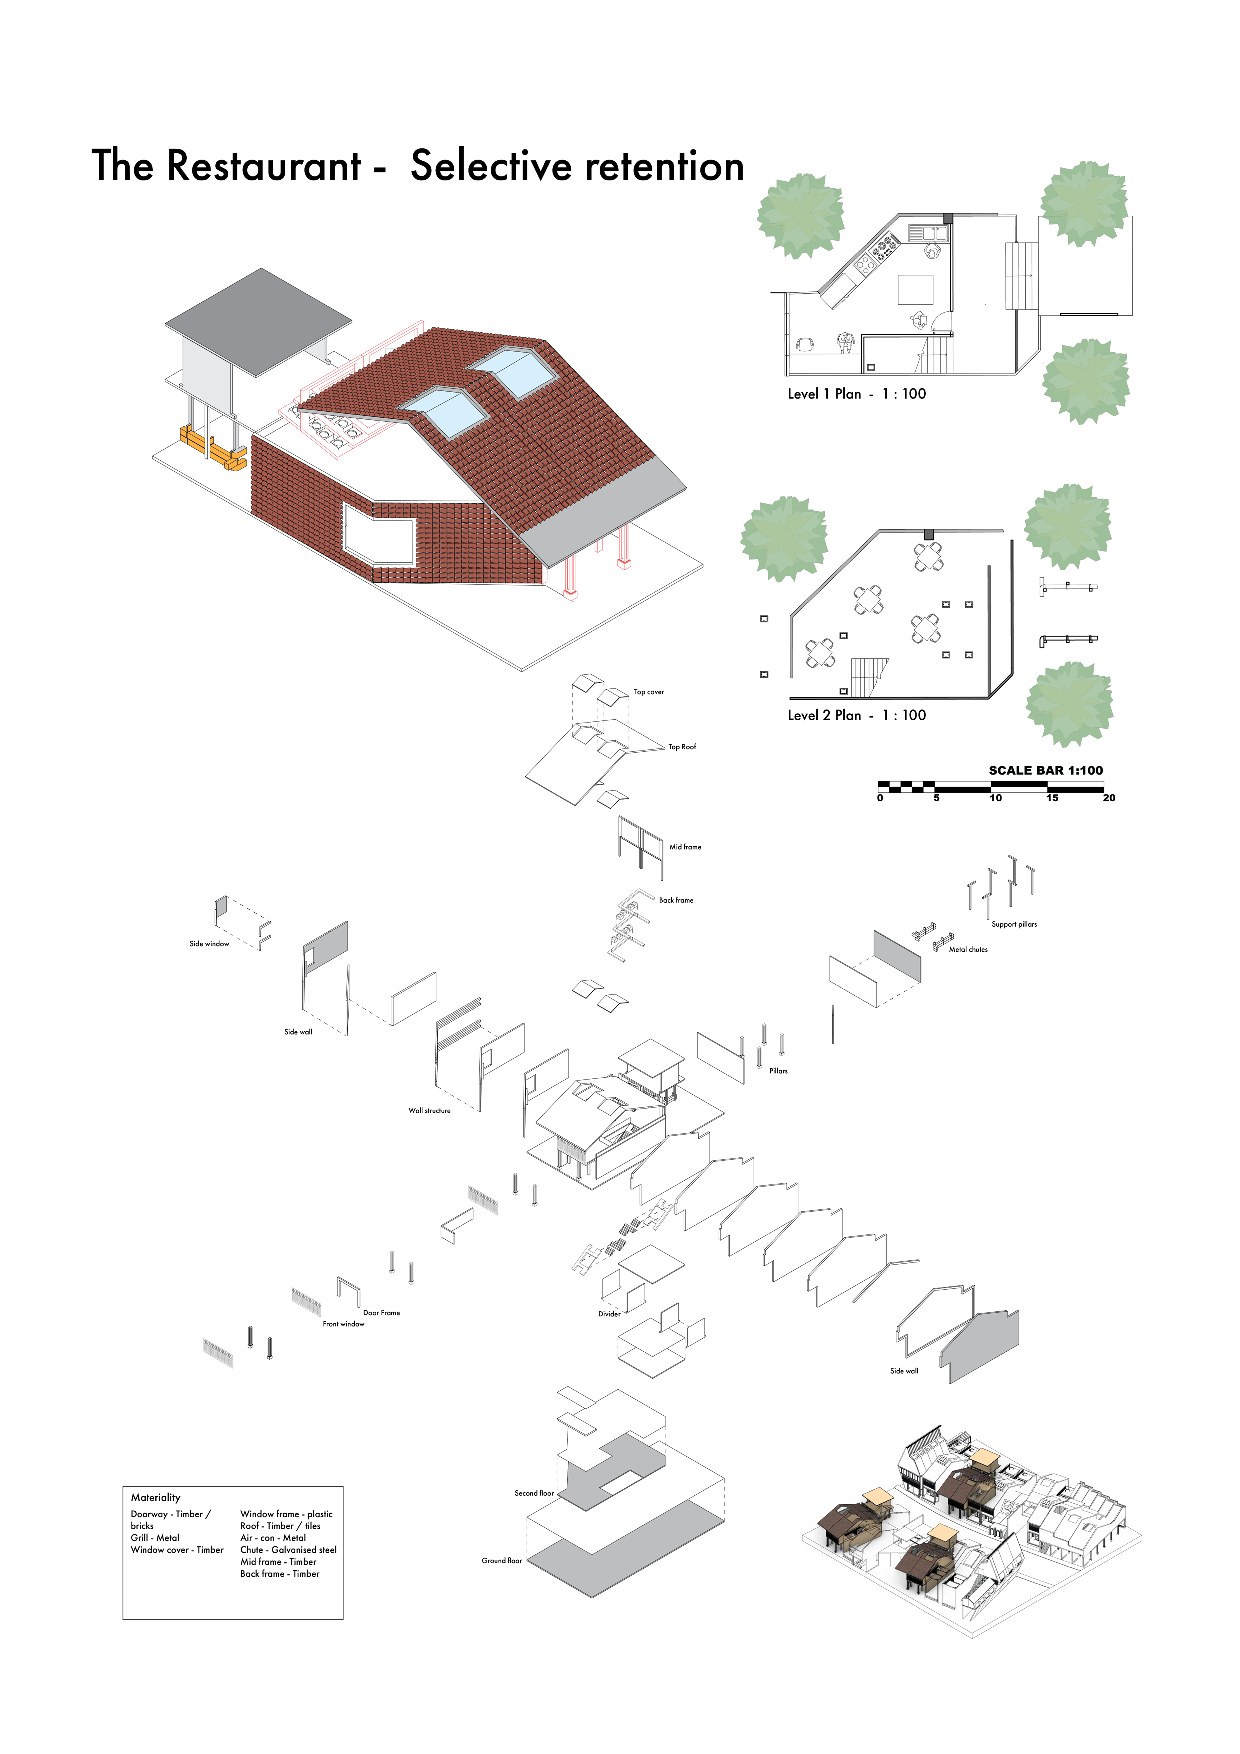 The Restaurant - Selective retention
Level 1 Plan - 1 : 100
Level 2 Plan - 1 : 100
SCALE BAR 1:100
0 5 10 15 20
Top cover
Top Roof
Mid frame
Back frame
Side window
Side wall
Wall structure
Support pillars
Metal chutes
Pillars
Door Frame
Front window
Divider
Side wall
Second floor
Ground floor
Materiality
Doorway - Timber /
bricks
Grill - Metal
Window cover - Timber
Window frame - plastic
Roof - Timber / tiles
Air - con - Metal
Chute - Galvanised steel
Mid frame - Timber
Back frame - Timber